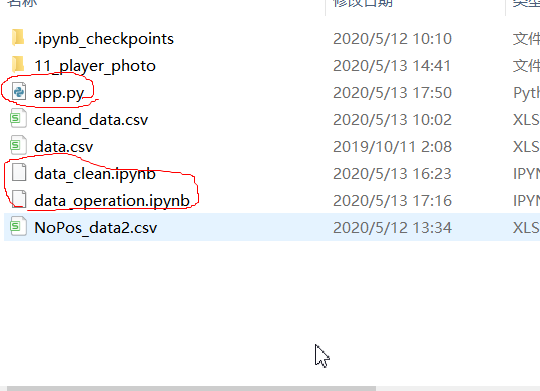 名称 修改日期 类型
.ipynb_checkpoints 2020/5/12 10:10 文件
11_player_photo 2020/5/13 14:41 文件
app.py 2020/5/13 17:50 Pyth
cleand_data.csv 2020/5/13 10:02 XLS
data.csv 2019/10/11 2:08 XLS
data_clean.ipynb 2020/5/13 16:23 IPYN
data_operation.ipynb 2020/5/13 17:16 IPYN
NoPos_data2.csv 2020/5/12 13:34 XLS